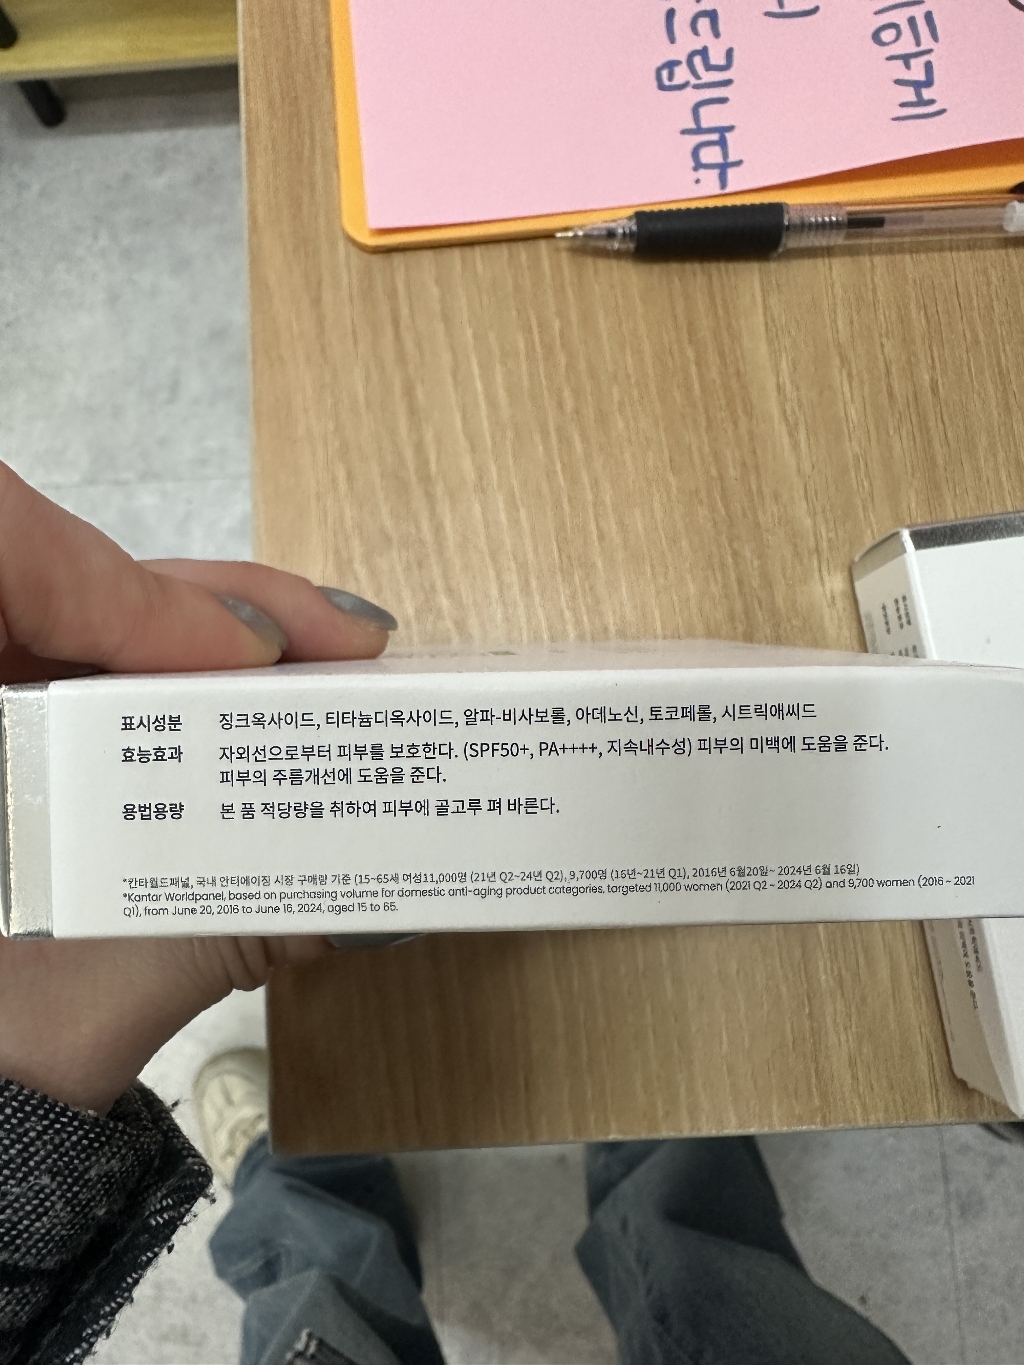 드립니다.
하게
표시성분 징크옥사이드, 티타늄디옥사이드, 알파-비사보롤, 아데노신, 토코페롤, 시트릭애씨드
효능효과 자외선으로부터 피부를 보호한다. (SPF50+, PA++++, 지속내수성) 피부의 미백에 도움을 준다.
피부의 주름개선에 도움을 준다.
용법용량 본 품 적당량을 취하여 피부에 골고루 펴 바른다.
*칸타월드패널, 국내 안티에이징 시장 구매량 기준 (15~65세 여성11,000명 (21년 Q2~24년 Q2),9,700명 (16년~21년 Q1), 2016년 6월20일~ 2024년 6월 16일)
*Kantar Worldpanel, based on purchasing volume for domestic anti-aging product categories, targeted 11,000 women (2021 Q2 ~ 2024 Q2) and 9,700 women (2016 ~ 2021
Q1), from June 20, 2016 to June 16, 2024, aged 15 to 65.